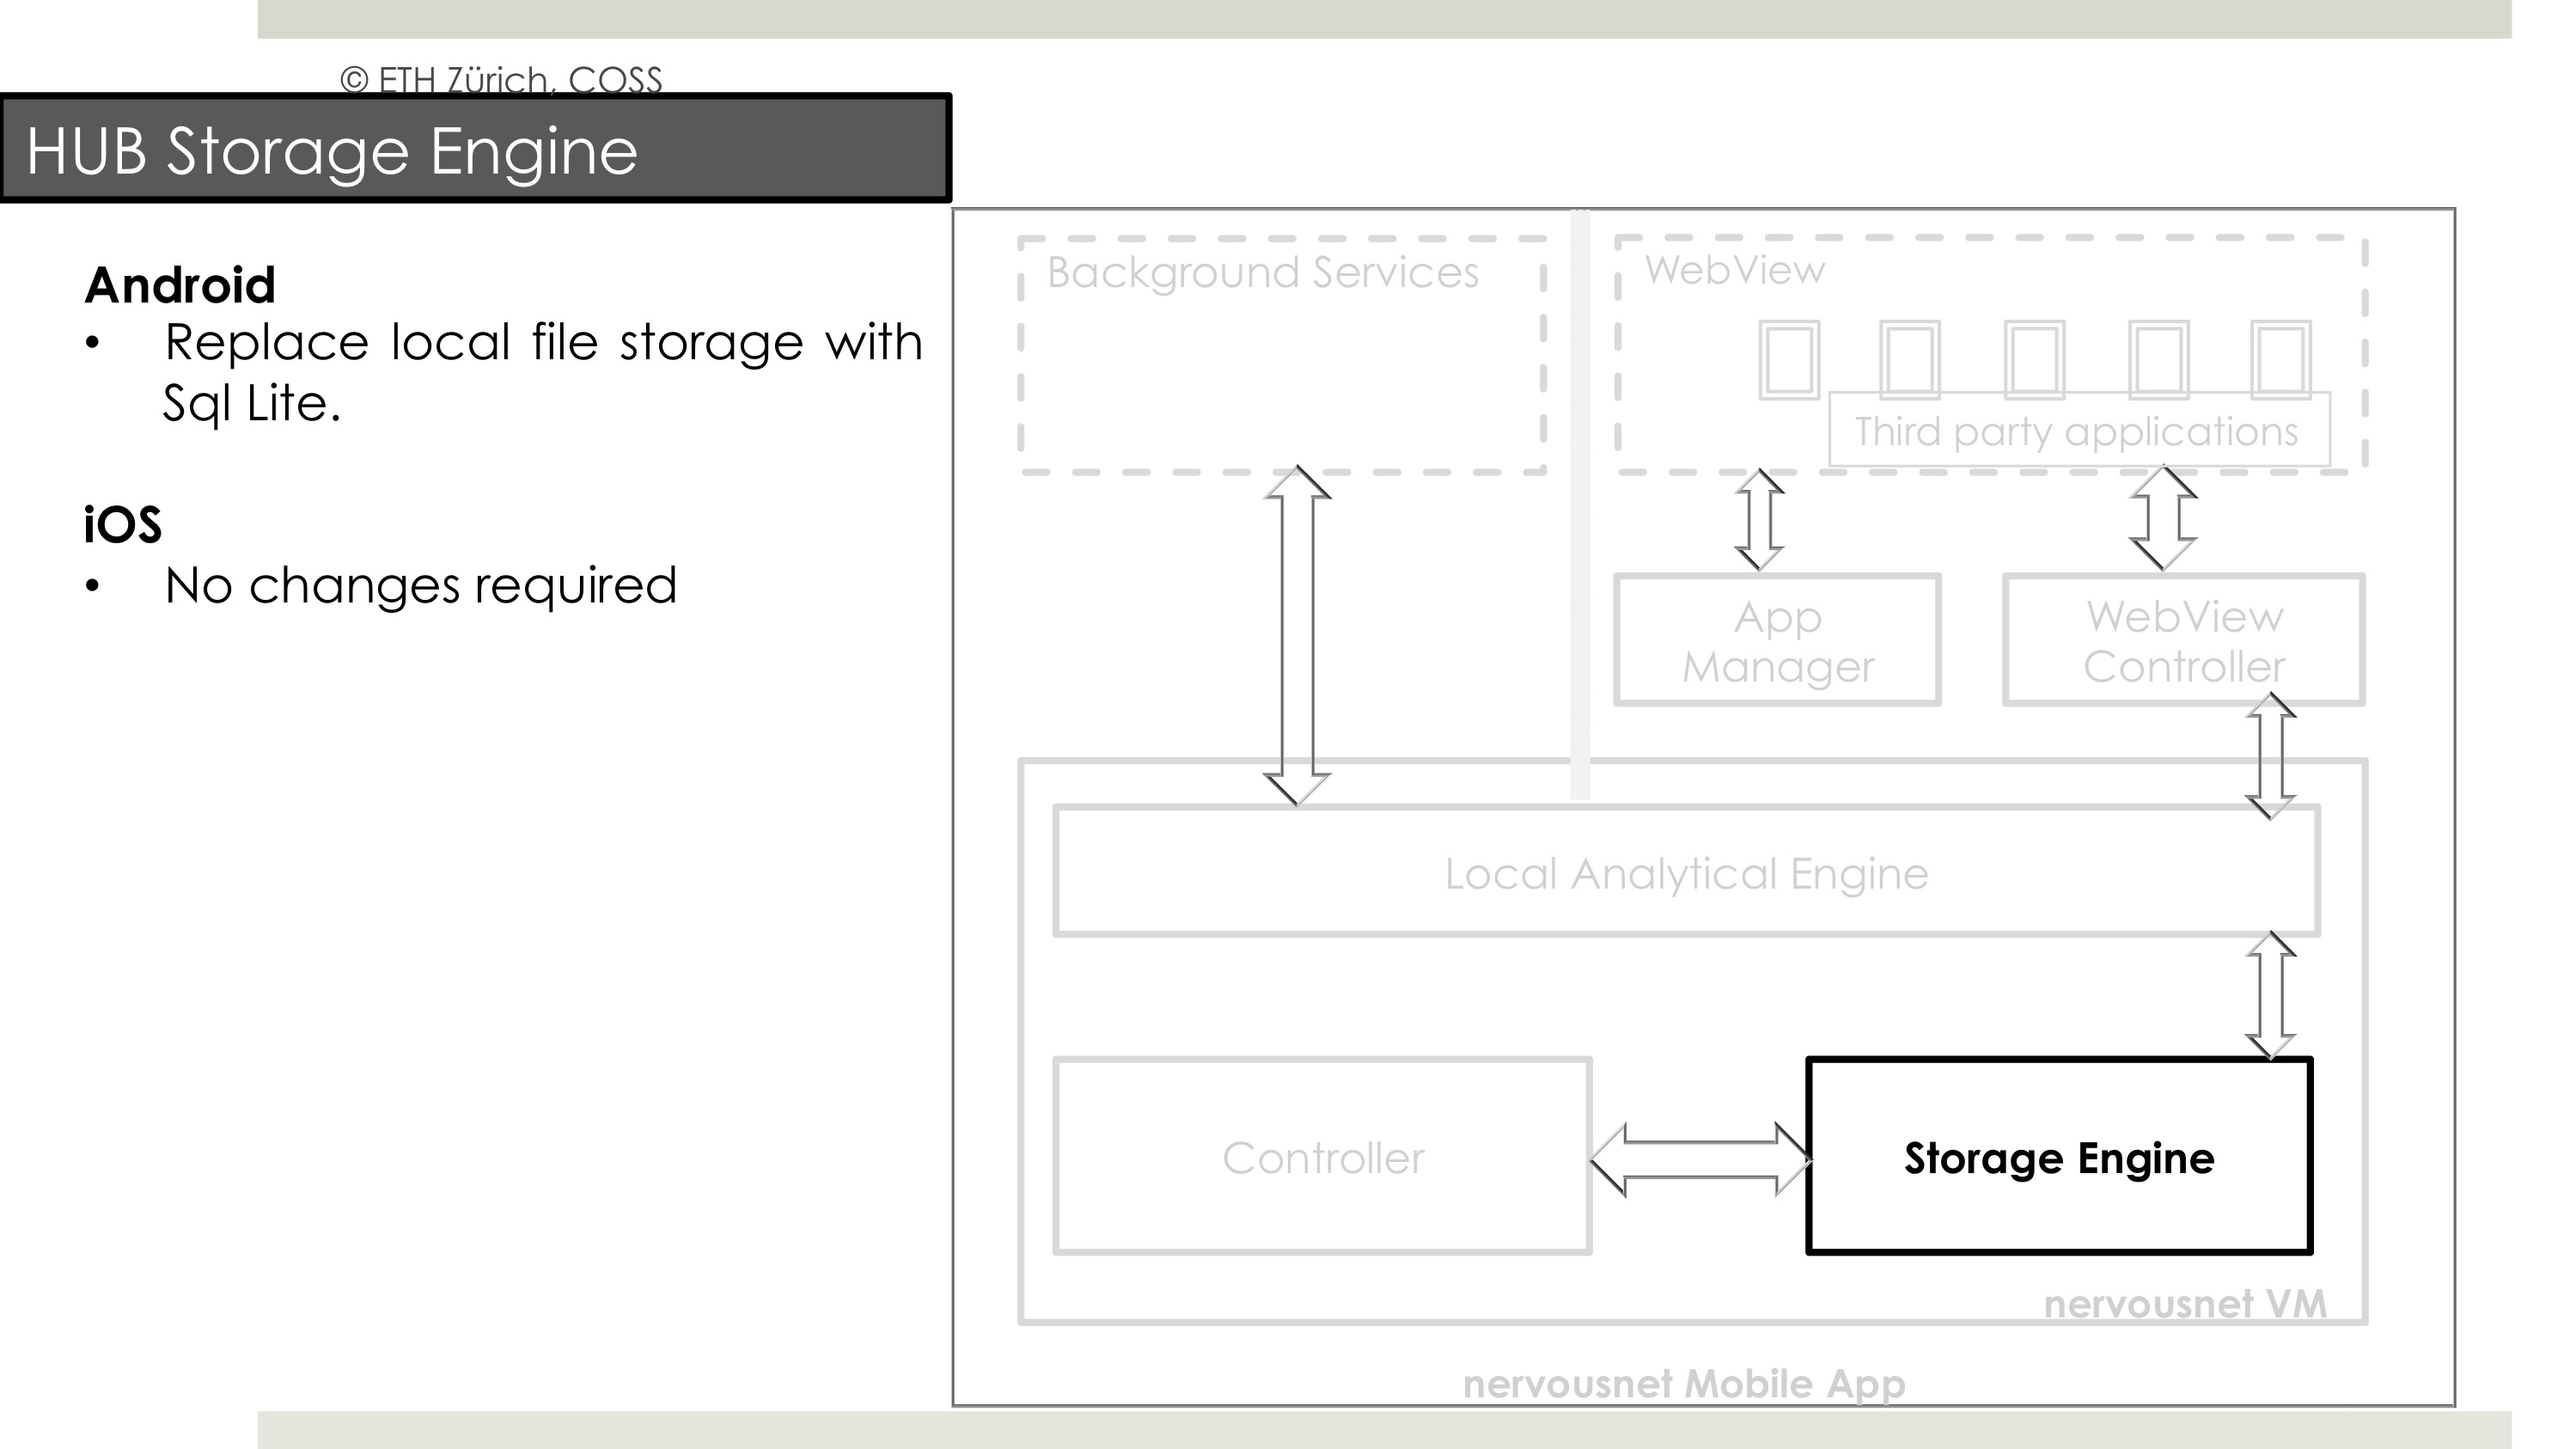 © ETH Zürich, COSS
HUB Storage Engine
Android
• Replace local file storage with
Sql Lite.
iOS
• No changes required
Background Services
WebView
Third party applications
App
Manager
WebView
Controller
Local Analytical Engine
Controller
Storage Engine
nervousnet VM
nervousnet Mobile App